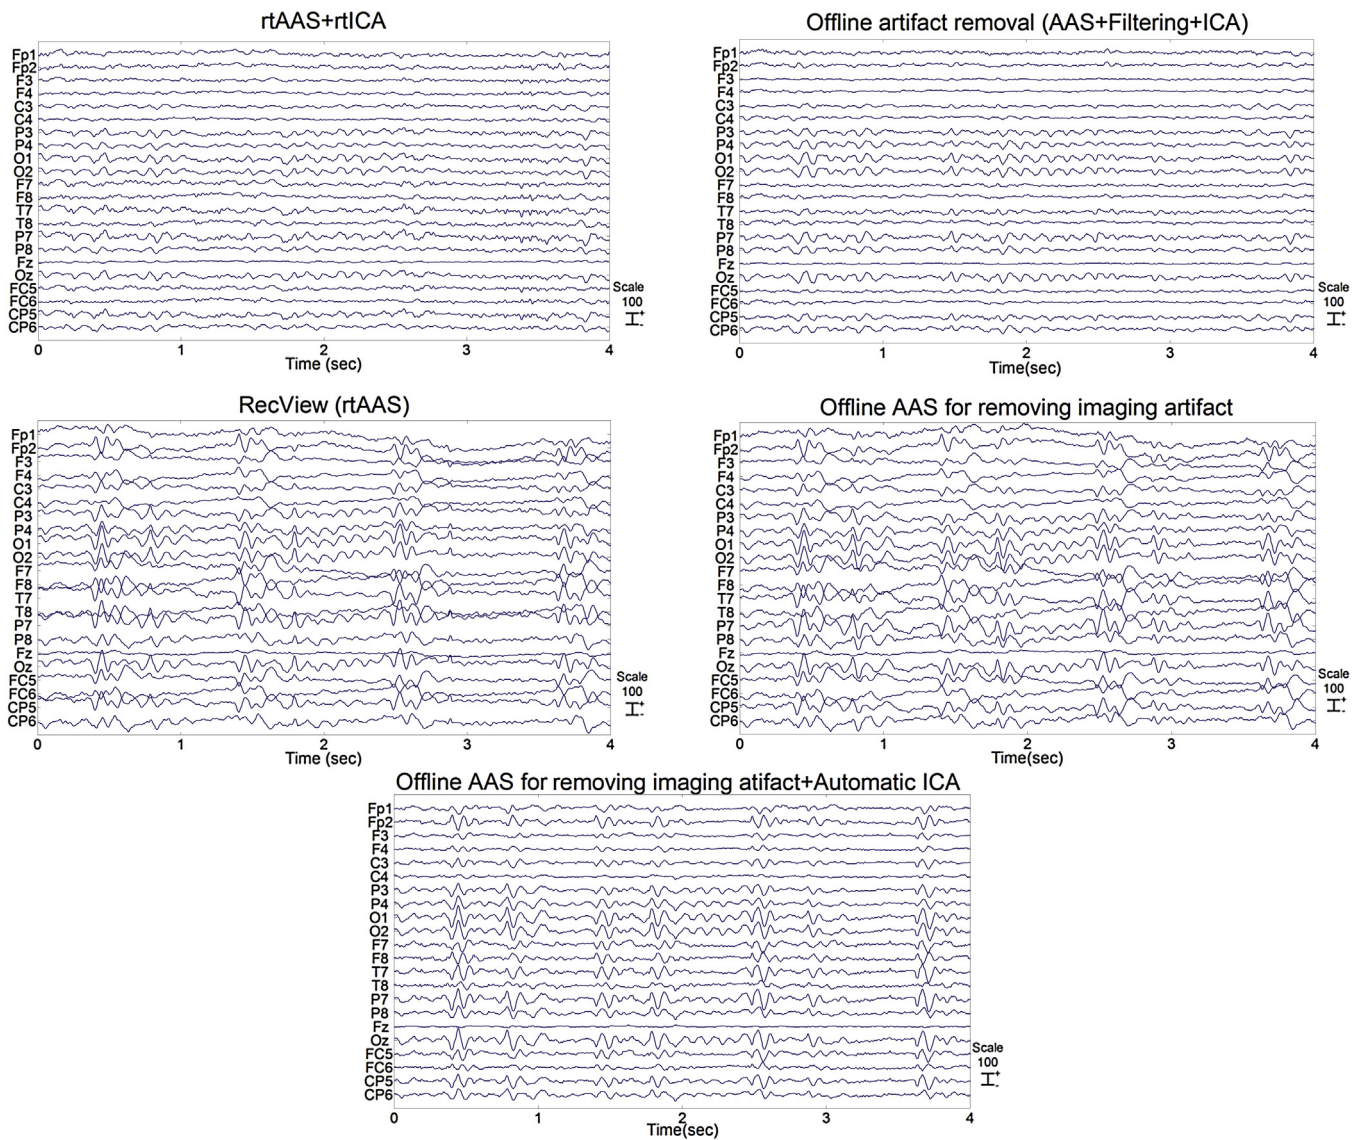 rtAAS+rtICA
Fp1
Fp2
F3
F4
C3
C4
P3
P4
O1
O2
F7
F8
T7
T8
P7
P8
Fz
Oz
FC5
FC6
CP5
CP6
Scale
100
+
-
0 1 2 3 4
Time (sec)
Offline artifact removal (AAS+Filtering+ICA)
Fp1
Fp2
F3
F4
C3
C4
P3
P4
O1
O2
F7
F8
T7
T8
P7
P8
Fz
Oz
FC5
FC6
CP5
CP6
Scale
100
+
-
0 1 2 3 4
Time(sec)
RecView (rtAAS)
Fp1
Fp2
F3
F4
C3
C4
P3
P4
O1
O2
F7
F8
T7
T8
P7
P8
Fz
Oz
FC5
FC6
CP5
CP6
Scale
100
+
-
0 1 2 3 4
Time (sec)
Offline AAS for removing imaging artifact
Fp1
Fp2
F3
F4
C3
C4
P3
P4
O1
O2
F7
F8
T7
T8
P7
P8
Fz
Oz
FC5
FC6
CP5
CP6
Scale
100
+
-
0 1 2 3 4
Time(sec)
Offline AAS for removing imaging atifact+Automatic ICA
Fp1
Fp2
F3
F4
C3
C4
P3
P4
O1
O2
F7
F8
T7
T8
P7
P8
Fz
Oz
FC5
FC6
CP5
CP6
Scale
100
+
-
0 1 2 3 4
Time(sec)